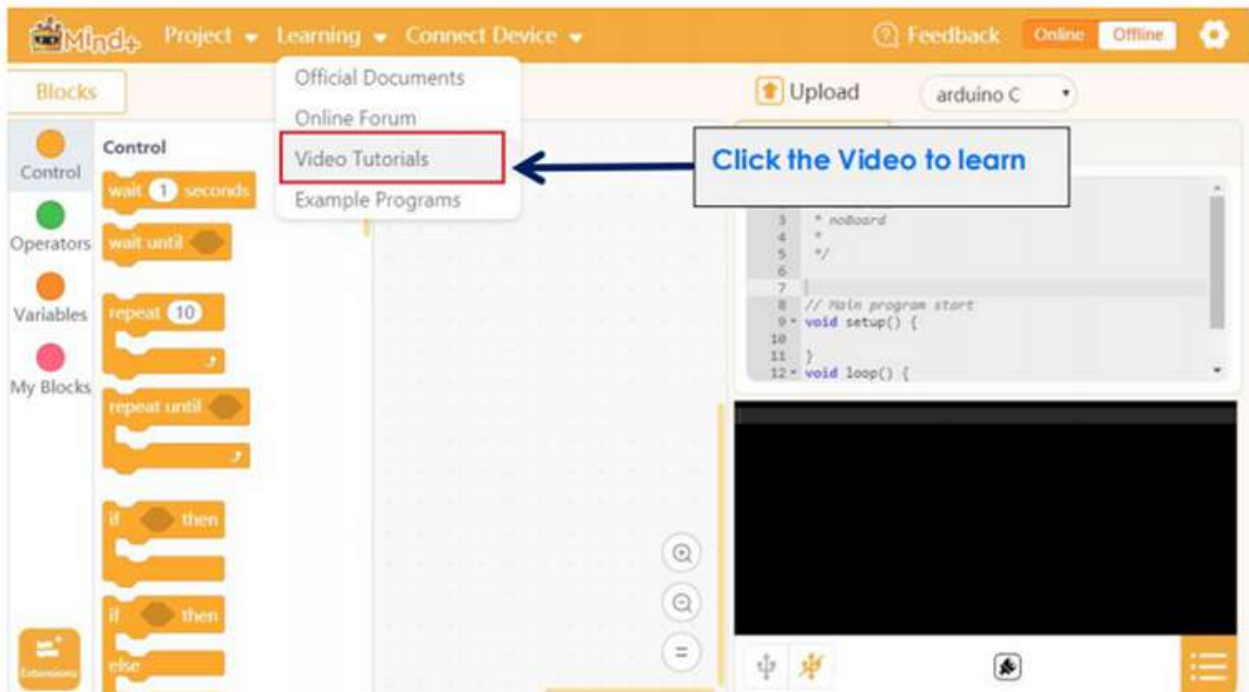 Mind+ Project Learning Connect Device Feedback Online Offline
Official Documents
Online Forum
Video Tutorials
Example Programs
Blocks
Upload arduino C
Click the Video to learn
Control
Operators
Variables
My Blocks
Extensions
Control
wait 1 seconds
wait until
repeat 10
repeat until
if then
if then
else
3 * noBoard
4 *
5 */
6
7
8 // Main program start
9 void setup() {
10
11 }
12 void loop() {
=